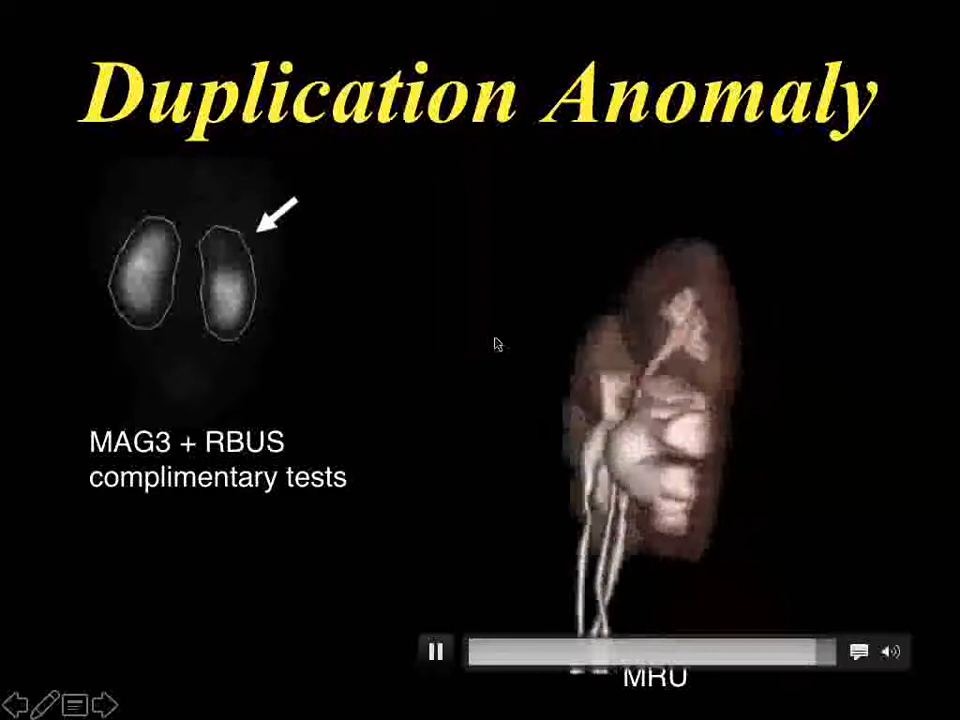 Duplication Anomaly
MAG3 + RBUS
complimentary tests
MRU